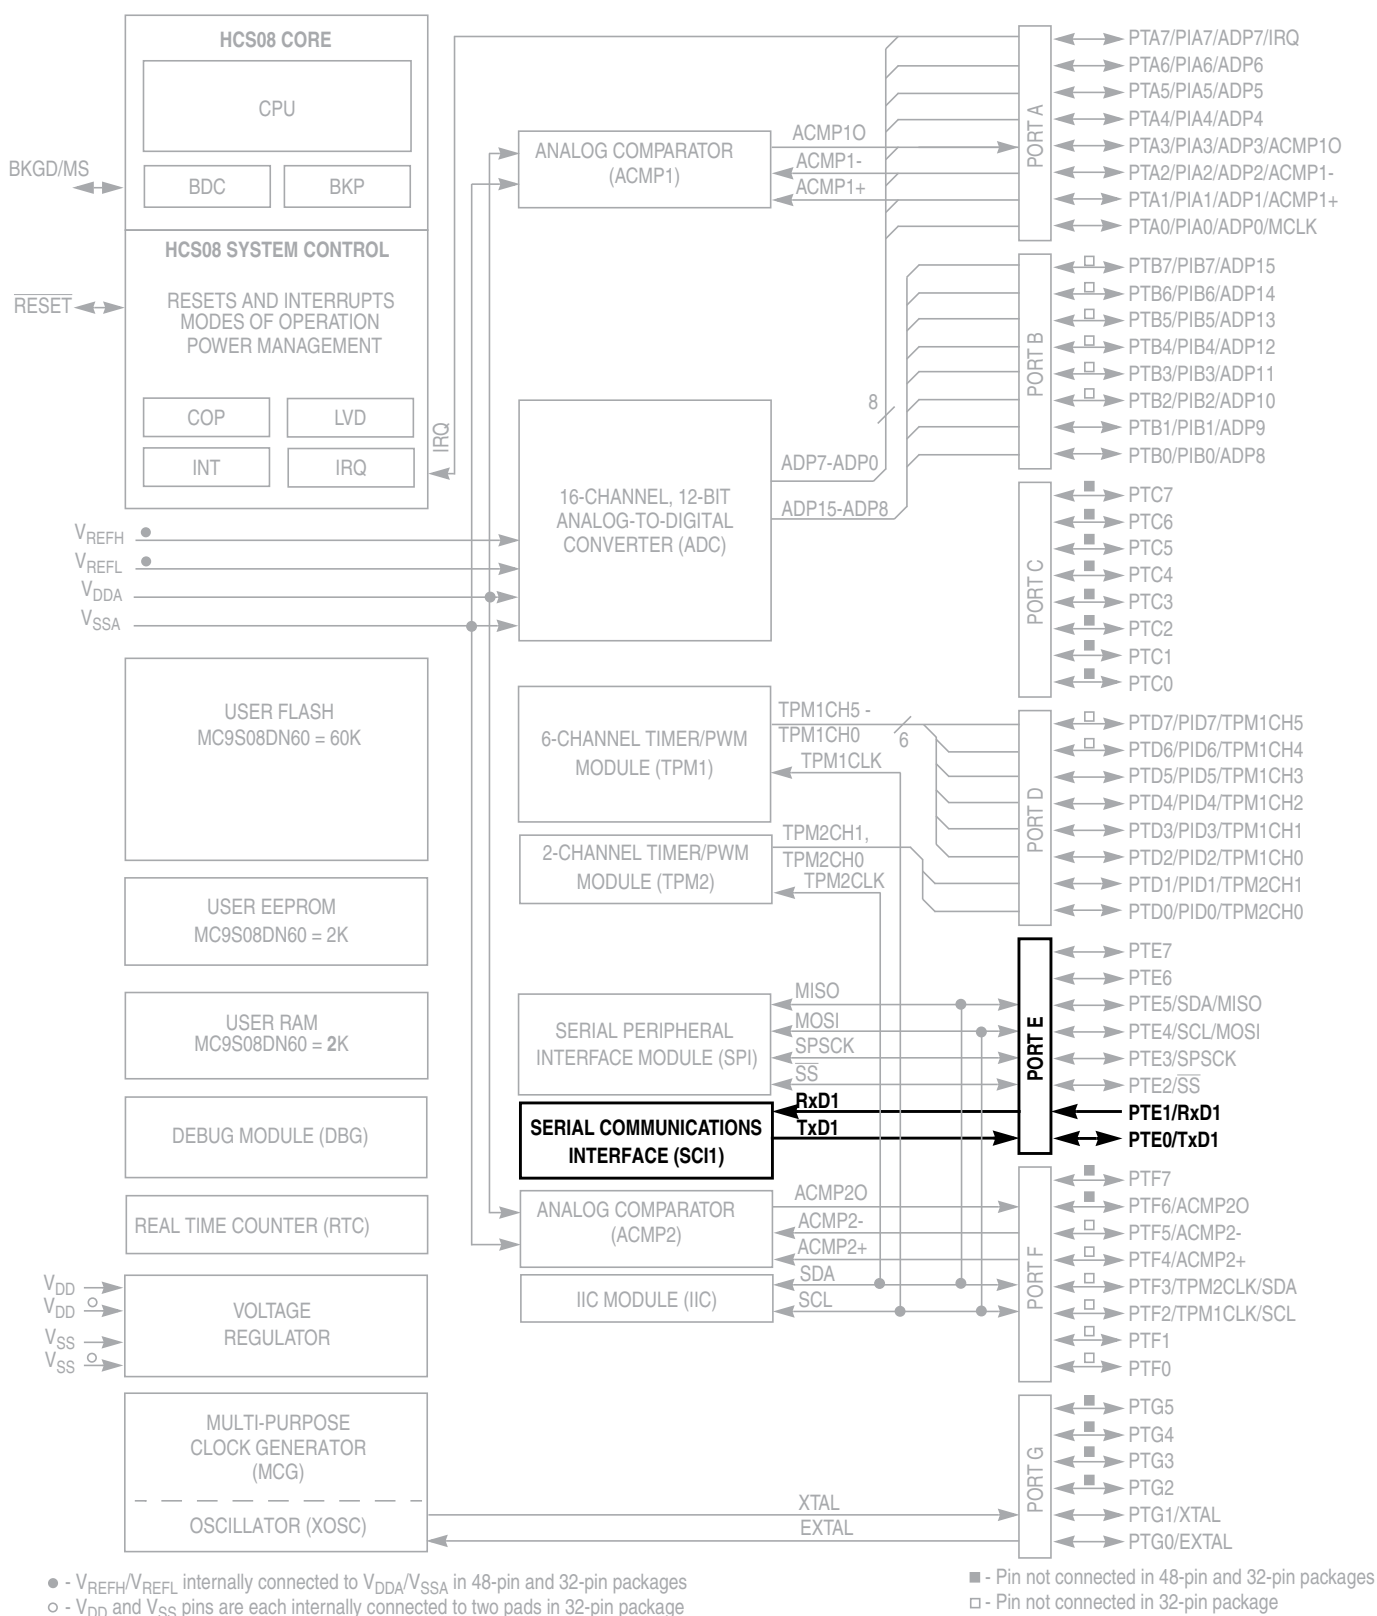 HCS08 CORE
CPU
BDC
BKP
BKGD/MS
HCS08 SYSTEM CONTROL
RESETS AND INTERRUPTS
MODES OF OPERATION
POWER MANAGEMENT
RESET
COP
LVD
INT
IRQ
IRQ
VREFH
VREFL
VDDA
VSSA
USER FLASH
MC9S08DN60 = 60K
USER EEPROM
MC9S08DN60 = 2K
USER RAM
MC9S08DN60 = 2K
DEBUG MODULE (DBG)
REAL TIME COUNTER (RTC)
VDD
VDD
VSS
VSS
VOLTAGE
REGULATOR
MULTI-PURPOSE
CLOCK GENERATOR
(MCG)
OSCILLATOR (XOSC)
ANALOG COMPARATOR
(ACMP1)
ACMP1O
ACMP1-
ACMP1+
16-CHANNEL, 12-BIT
ANALOG-TO-DIGITAL
CONVERTER (ADC)
8
ADP7-ADP0
ADP15-ADP8
6-CHANNEL TIMER/PWM
MODULE (TPM1)
TPM1CH5 -
TPM1CH0
6
TPM1CLK
2-CHANNEL TIMER/PWM
MODULE (TPM2)
TPM2CH1,
TPM2CH0
TPM2CLK
SERIAL PERIPHERAL
INTERFACE MODULE (SPI)
MISO
MOSI
SPSCK
SS
SERIAL COMMUNICATIONS
INTERFACE (SCI1)
RxD1
TxD1
ANALOG COMPARATOR
(ACMP2)
ACMP2O
ACMP2-
ACMP2+
IIC MODULE (IIC)
SDA
SCL
XTAL
EXTAL
PORT A
PTA7/PIA7/ADP7/IRQ
PTA6/PIA6/ADP6
PTA5/PIA5/ADP5
PTA4/PIA4/ADP4
PTA3/PIA3/ADP3/ACMP1O
PTA2/PIA2/ADP2/ACMP1-
PTA1/PIA1/ADP1/ACMP1+
PTA0/PIA0/ADP0/MCLK
PORT B
PTB7/PIB7/ADP15
PTB6/PIB6/ADP14
PTB5/PIB5/ADP13
PTB4/PIB4/ADP12
PTB3/PIB3/ADP11
PTB2/PIB2/ADP10
PTB1/PIB1/ADP9
PTB0/PIB0/ADP8
PORT C
PTC7
PTC6
PTC5
PTC4
PTC3
PTC2
PTC1
PTC0
PORT D
PTD7/PID7/TPM1CH5
PTD6/PID6/TPM1CH4
PTD5/PID5/TPM1CH3
PTD4/PID4/TPM1CH2
PTD3/PID3/TPM1CH1
PTD2/PID2/TPM1CH0
PTD1/PID1/TPM2CH1
PTD0/PID0/TPM2CH0
PORT E
PTE7
PTE6
PTE5/SDA/MISO
PTE4/SCL/MOSI
PTE3/SPSCK
PTE2/SS
PTE1/RxD1
PTE0/TxD1
PORT F
PTF7
PTF6/ACMP2O
PTF5/ACMP2-
PTF4/ACMP2+
PTF3/TPM2CLK/SDA
PTF2/TPM1CLK/SCL
PTF1
PTF0
PORT G
PTG5
PTG4
PTG3
PTG2
PTG1/XTAL
PTG0/EXTAL
● - VREFH/VREFL internally connected to VDDA/VSSA in 48-pin and 32-pin packages
○ - VDD and VSS pins are each internally connected to two pads in 32-pin package
■ - Pin not connected in 48-pin and 32-pin packages
□ - Pin not connected in 32-pin package